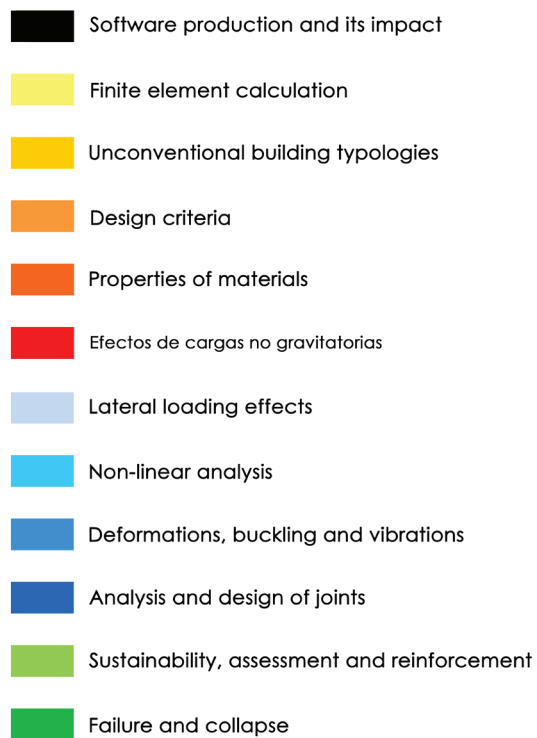 Software production and its impact
Finite element calculation
Unconventional building typologies
Design criteria
Properties of materials
Efectos de cargas no gravitatorias
Lateral loading effects
Non-linear analysis
Deformations, buckling and vibrations
Analysis and design of joints
Sustainability, assessment and reinforcement
Failure and collapse